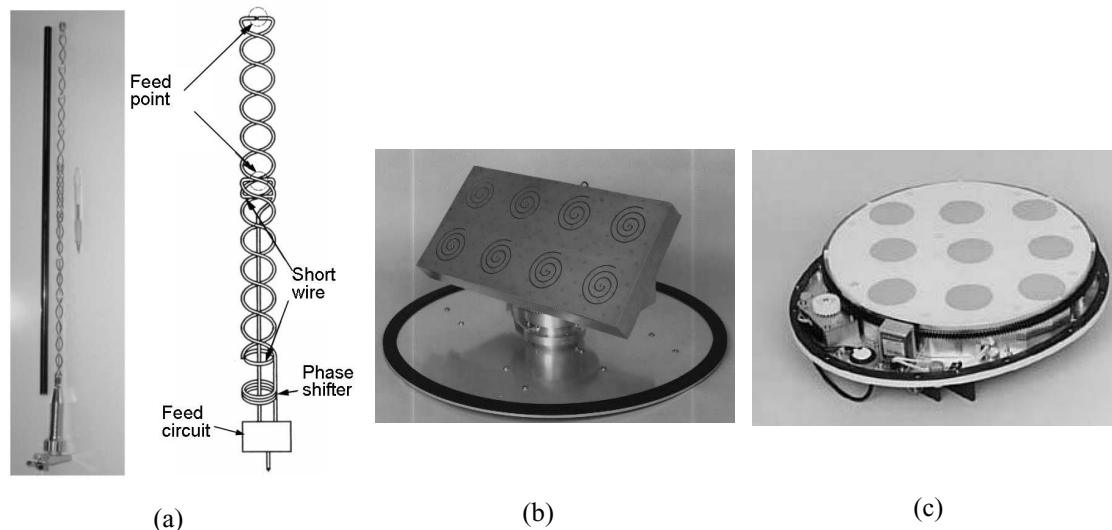 Feed
point
Short
wire
Phase
shifter
Feed
circuit
(a)
(b)
(c)